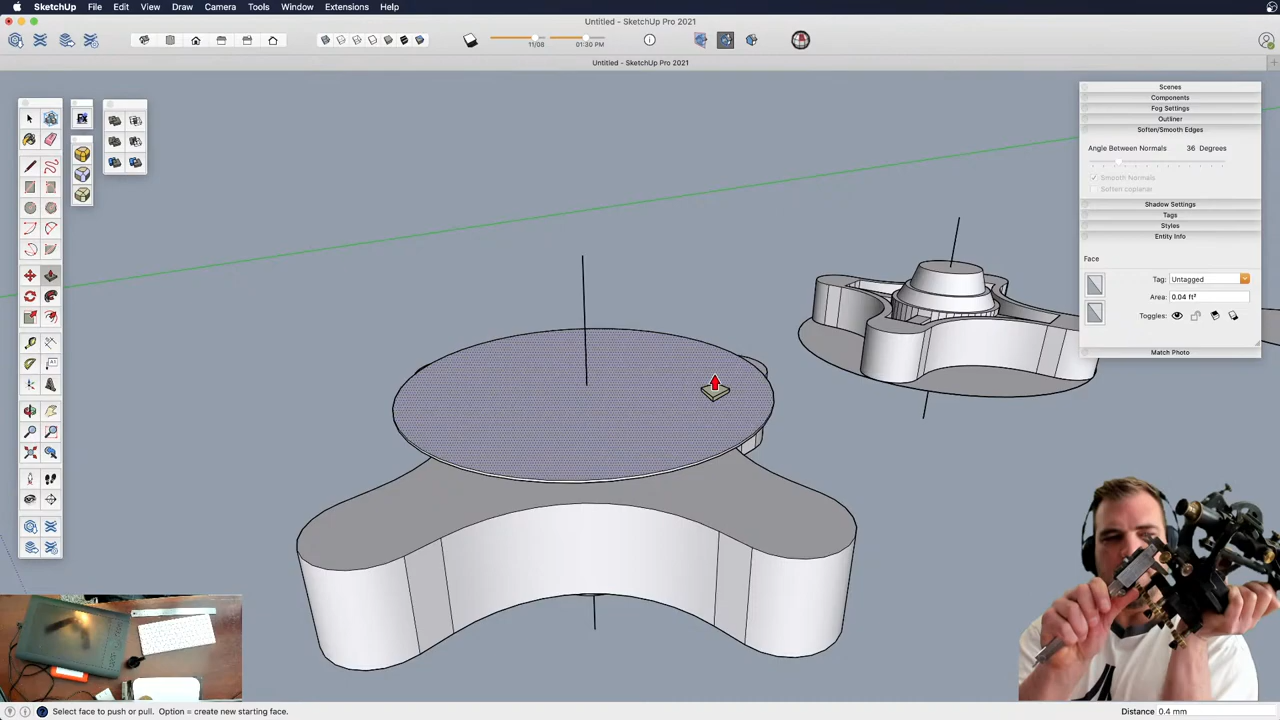 SketchUp File Edit View Draw Camera Tools Window Extensions Help
Untitled - SketchUp Pro 2021
11/08 01:30 PM
Untitled - SketchUp Pro 2021
Scenes
Components
Fog Settings
Outliner
Soften/Smooth Edges
Angle Between Normals 36 Degrees
Smooth Normals
Soften coplanar
Shadow Settings
Tags
Styles
Entity Info
Face
Tag: Untagged
Area: 0.04 ft²
Toggles:
Match Photo
Select face to push or pull. Option = create new starting face.
Distance 0.4 mm